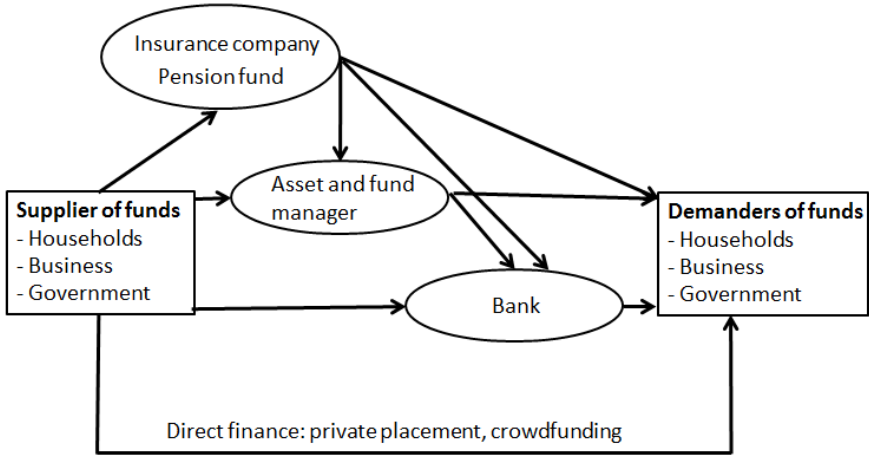 Insurance company
Pension fund
Asset and fund
manager
Supplier of funds
- Households
- Business
- Government
Demanders of funds
- Households
- Business
- Government
Bank
Direct finance: private placement, crowdfunding